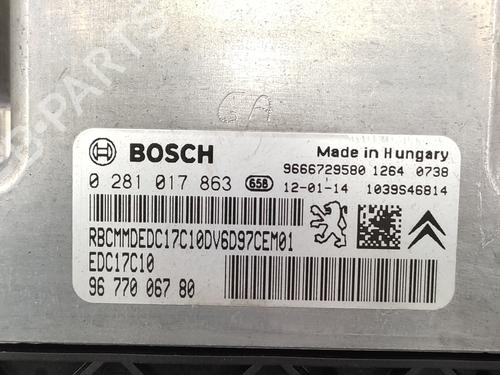 BOSCH
Made in Hungary
9666729580 1264 0738
0 281 017 863 658
12-01-14 1039S46814
RBCMMDEDC17C10DV6D97CEM01
EDC17C10
96 770 067 80